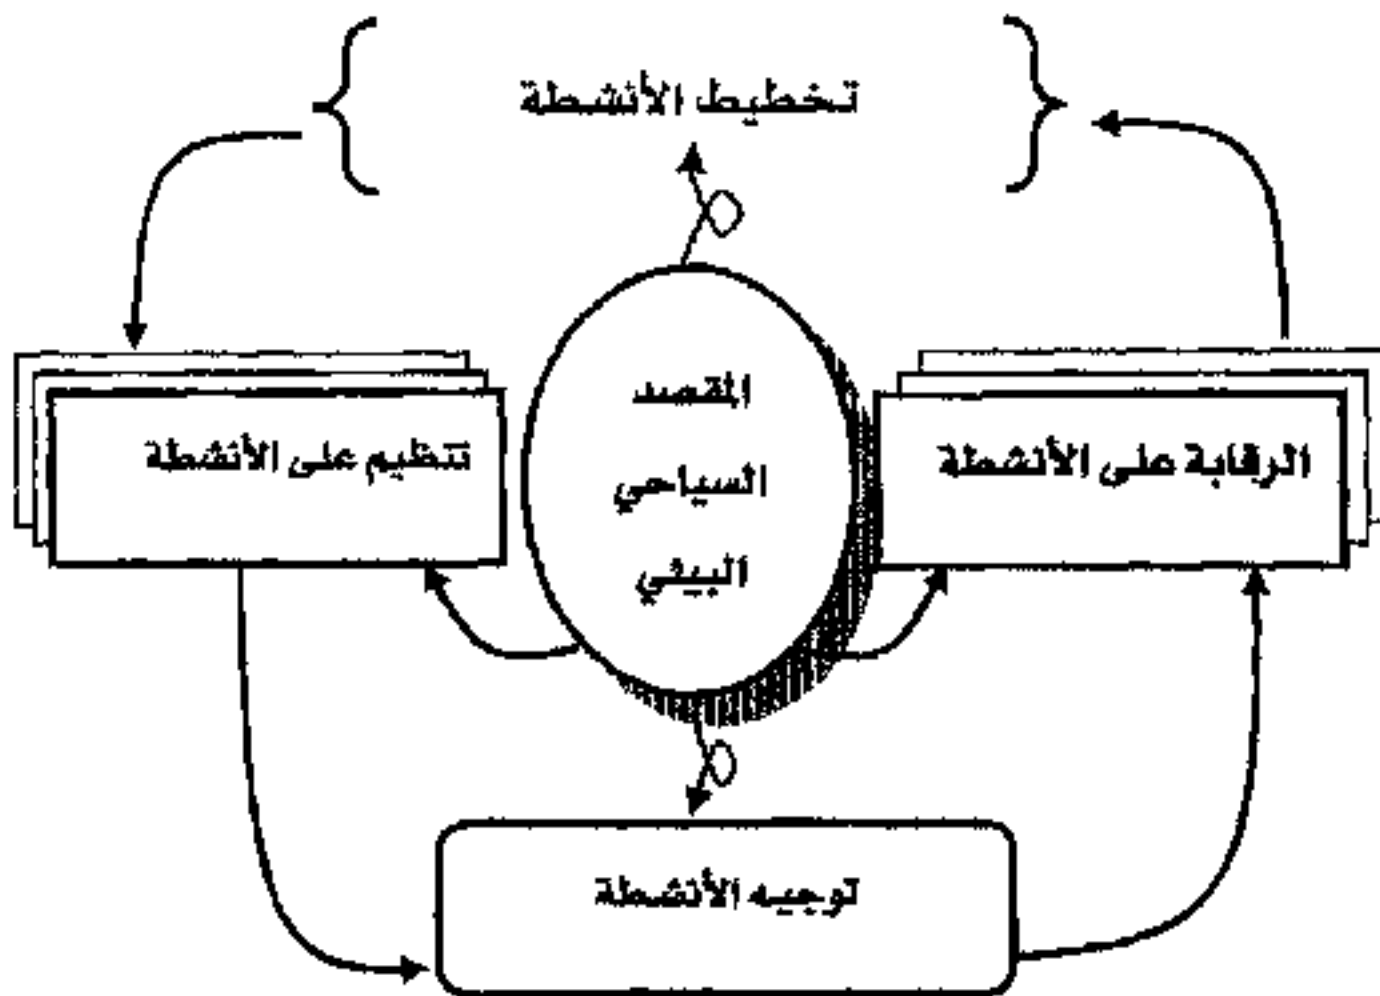 تخطيط الأنشطة
الرقابة على الأنشطة
المقصد
السياحي
البيئي
تنظيم على الأنشطة
توجيه الأنشطة